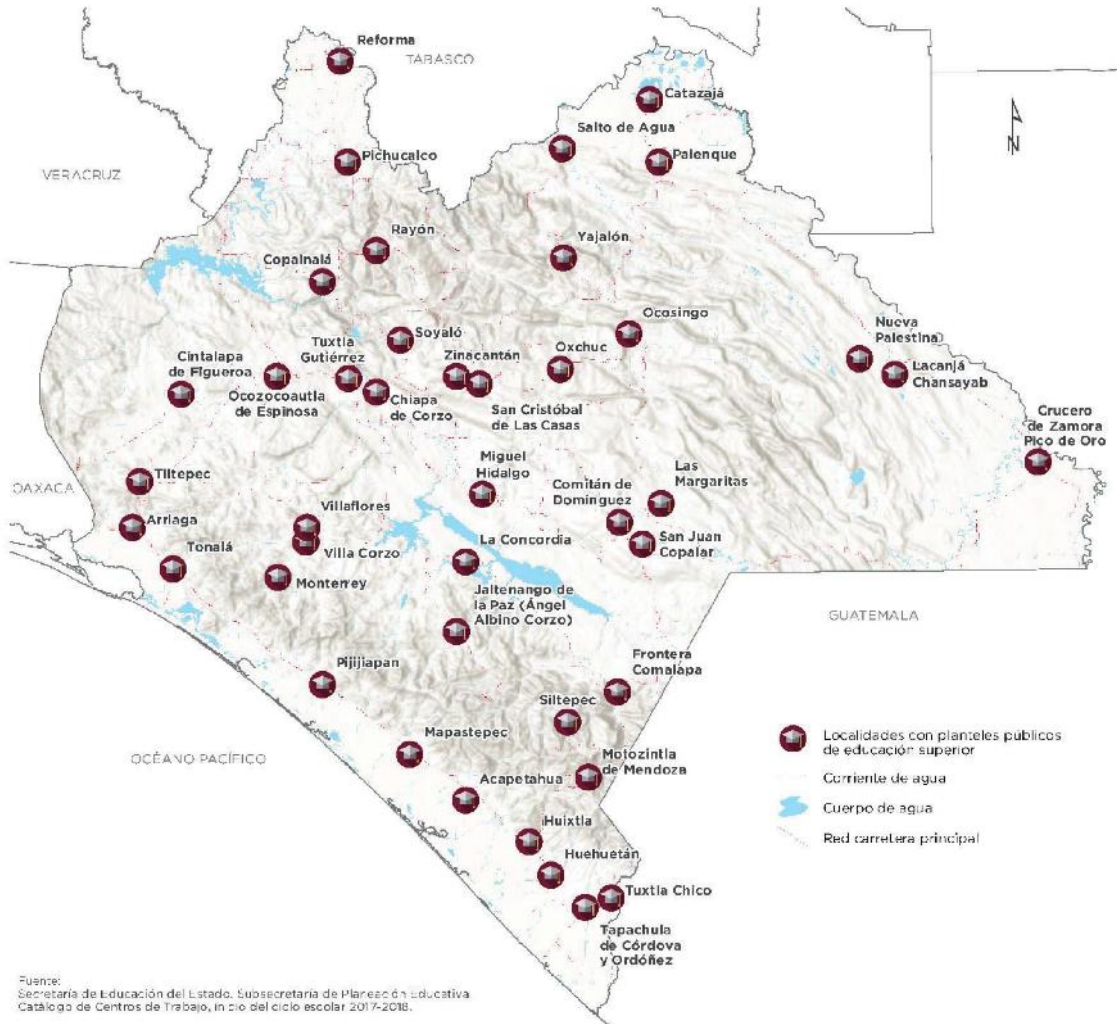 Reforma
TABASCO
Catazajá
Salto de Agua
Palenque
VERACRUZ
Pichucalco
N
Rayón
Yajalón
Copainalá
Ocosingo
Soyaló
Nueva
Palestina
Tuxtla
Gutiérrez
Zinacantán
Oxchuc
Cintalapa
de Figueroa
Ocozocoautla
de Espinosa
Chiapa
de Corzo
San Cristóbal
de Las Casas
Lacanjá
Chansayab
Crucero
de Zamora
Pico de Oro
Miguel
Hidalgo
Las
Margaritas
Comitán de
Domínguez
Tiltepec
OAXACA
Villaflores
Arriaga
La Concordia
San Juan
Copalar
Tonalá
Villa Corzo
Monterrey
Jaltenango de
la Paz (Ángel
Albino Corzo)
GUATEMALA
Frontera
Comalapa
Pijijiapan
Siltepec
Mapastepec
Motozintla
de Mendoza
OCÉANO PACÍFICO
Acapetahua
Huixtla
Huehuetán
Tuxtla Chico
Tapachula
de Córdova
y Ordóñez
Localidades con planteles públicos
de educación superior
Corriente de agua
Cuerpo de agua
Red carretera principal
Fuente:
Secretaría de Educación del Estado. Subsecretaría de Planeación Educativa
Catálogo de Centros de Trabajo, inicio del ciclo escolar 2017-2018.